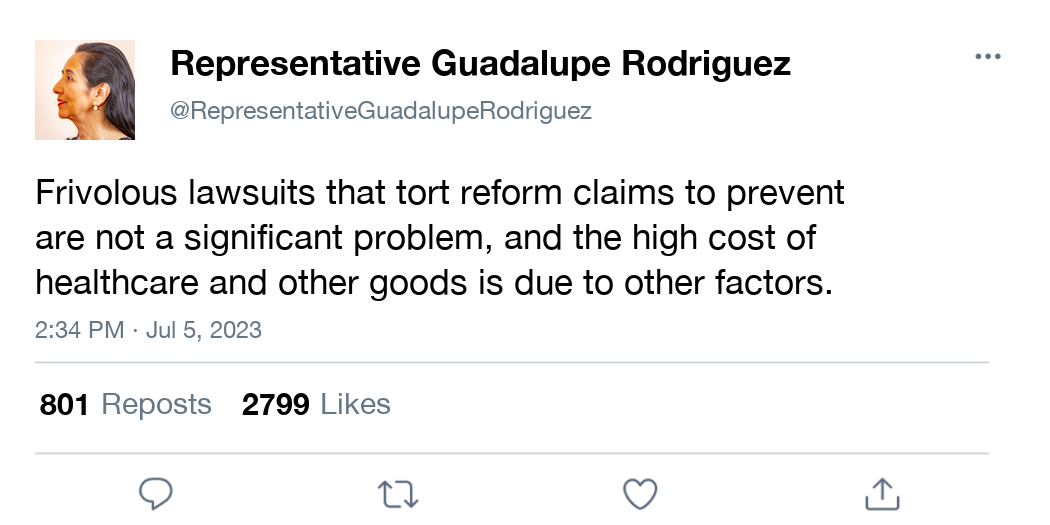 Representative Guadalupe Rodriguez
@RepresentativeGuadalupeRodriguez
Frivolous lawsuits that tort reform claims to prevent
are not a significant problem, and the high cost of
healthcare and other goods is due to other factors.
2:34 PM · Jul 5, 2023
801 Reposts 2799 Likes